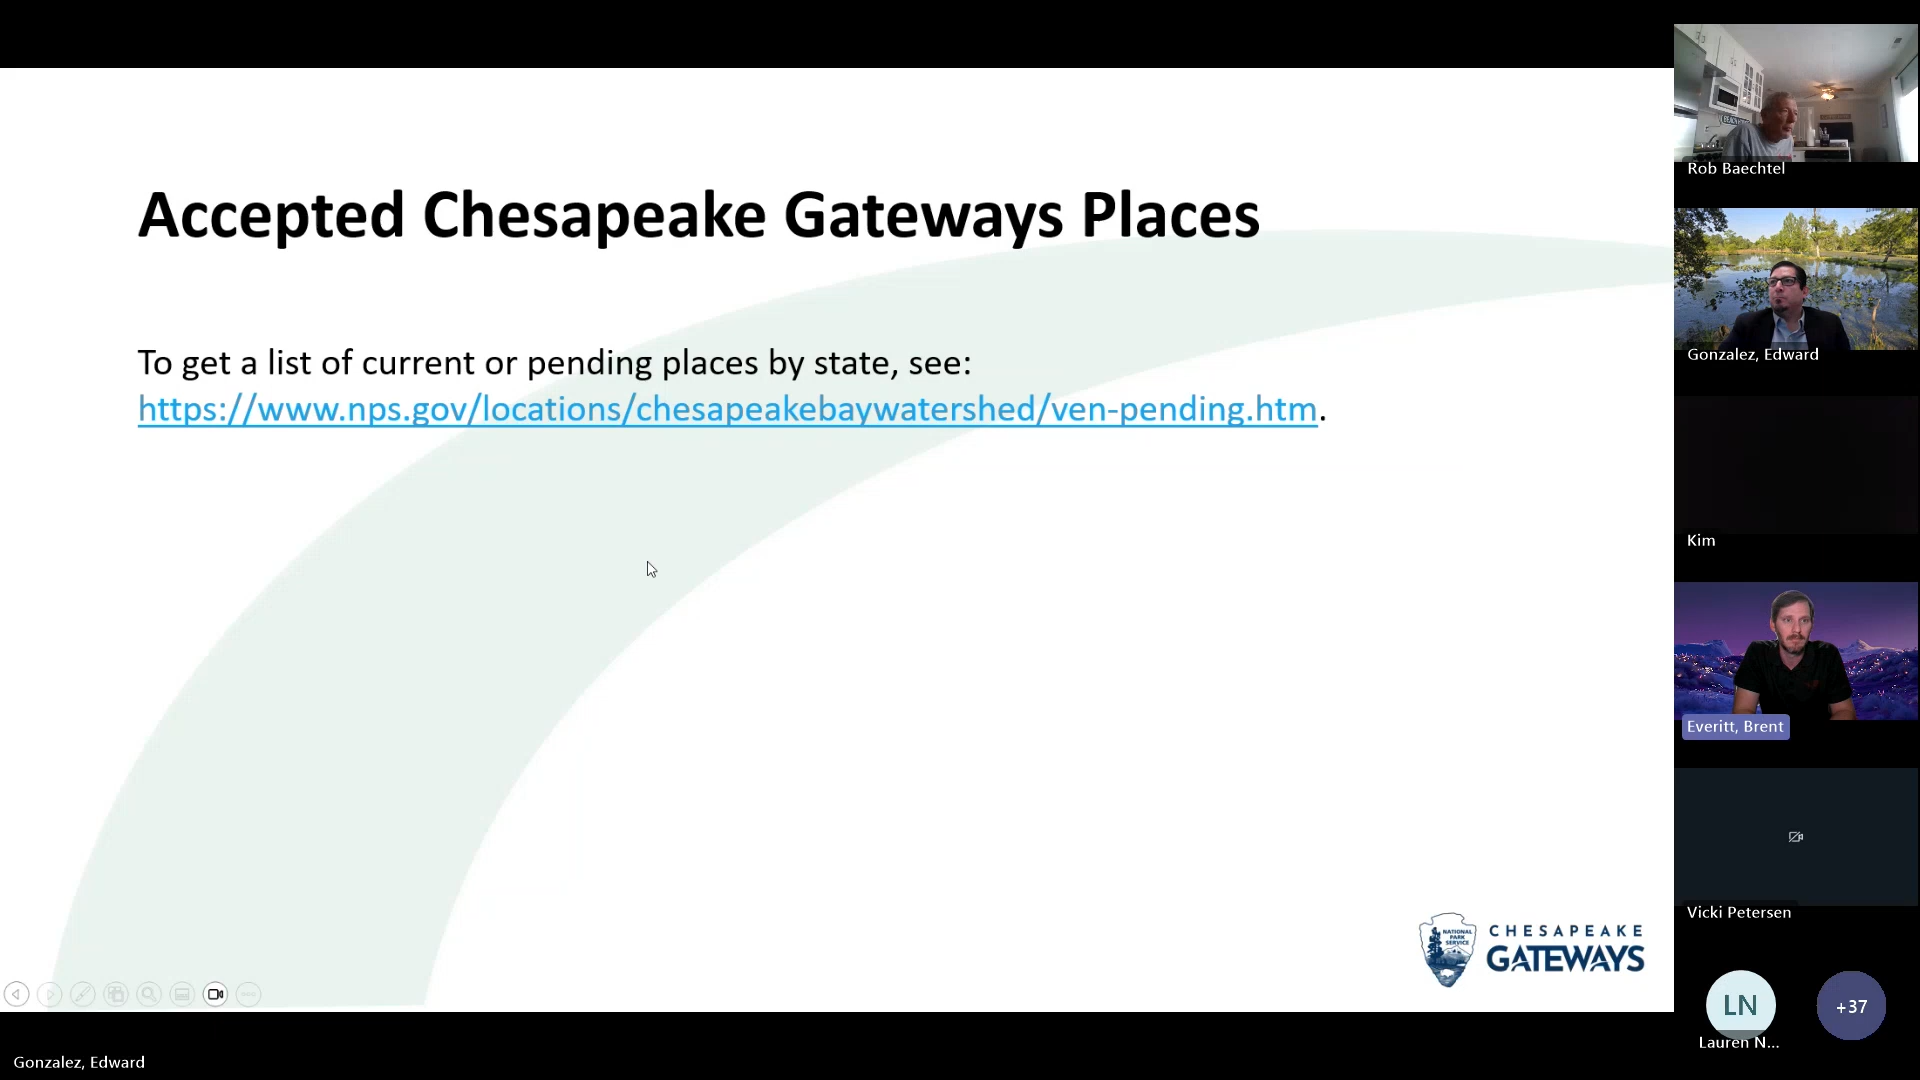 Accepted Chesapeake Gateways Places
To get a list of current or pending places by state, see:
https://www.nps.gov/locations/chesapeakebaywatershed/ven-pending.htm.
NATIONAL
PARK
SERVICE
CHESAPEAKE
GATEWAYS
Gonzalez, Edward
Rob Baechtel
Gonzalez, Edward
Kim
Everitt, Brent
Vicki Petersen
LN
+37
Lauren N...